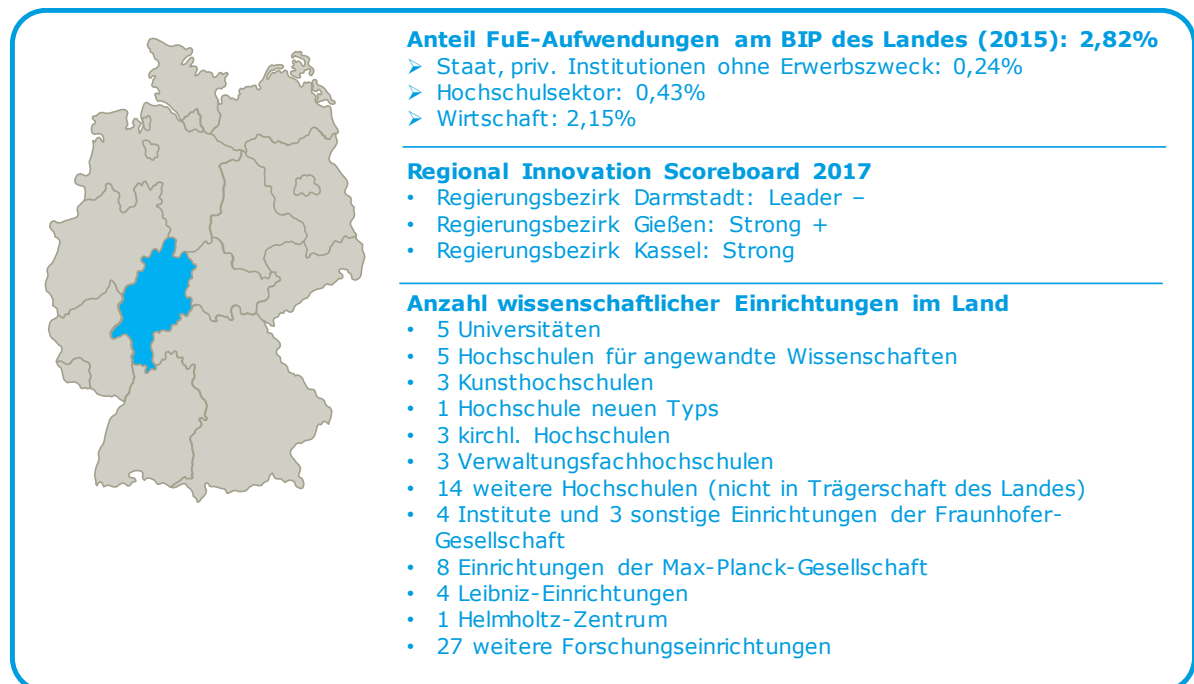 Anteil FuE-Aufwendungen am BIP des Landes (2015): 2,82%
➢ Staat, priv. Institutionen ohne Erwerbszweck: 0,24%
➢ Hochschulsektor: 0,43%
➢ Wirtschaft: 2,15%
Regional Innovation Scoreboard 2017
• Regierungsbezirk Darmstadt: Leader –
• Regierungsbezirk Gießen: Strong +
• Regierungsbezirk Kassel: Strong
Anzahl wissenschaftlicher Einrichtungen im Land
• 5 Universitäten
• 5 Hochschulen für angewandte Wissenschaften
• 3 Kunsthochschulen
• 1 Hochschule neuen Typs
• 3 kirchl. Hochschulen
• 3 Verwaltungsfachhochschulen
• 14 weitere Hochschulen (nicht in Trägerschaft des Landes)
• 4 Institute und 3 sonstige Einrichtungen der Fraunhofer-
Gesellschaft
• 8 Einrichtungen der Max-Planck-Gesellschaft
• 4 Leibniz-Einrichtungen
• 1 Helmholtz-Zentrum
• 27 weitere Forschungseinrichtungen